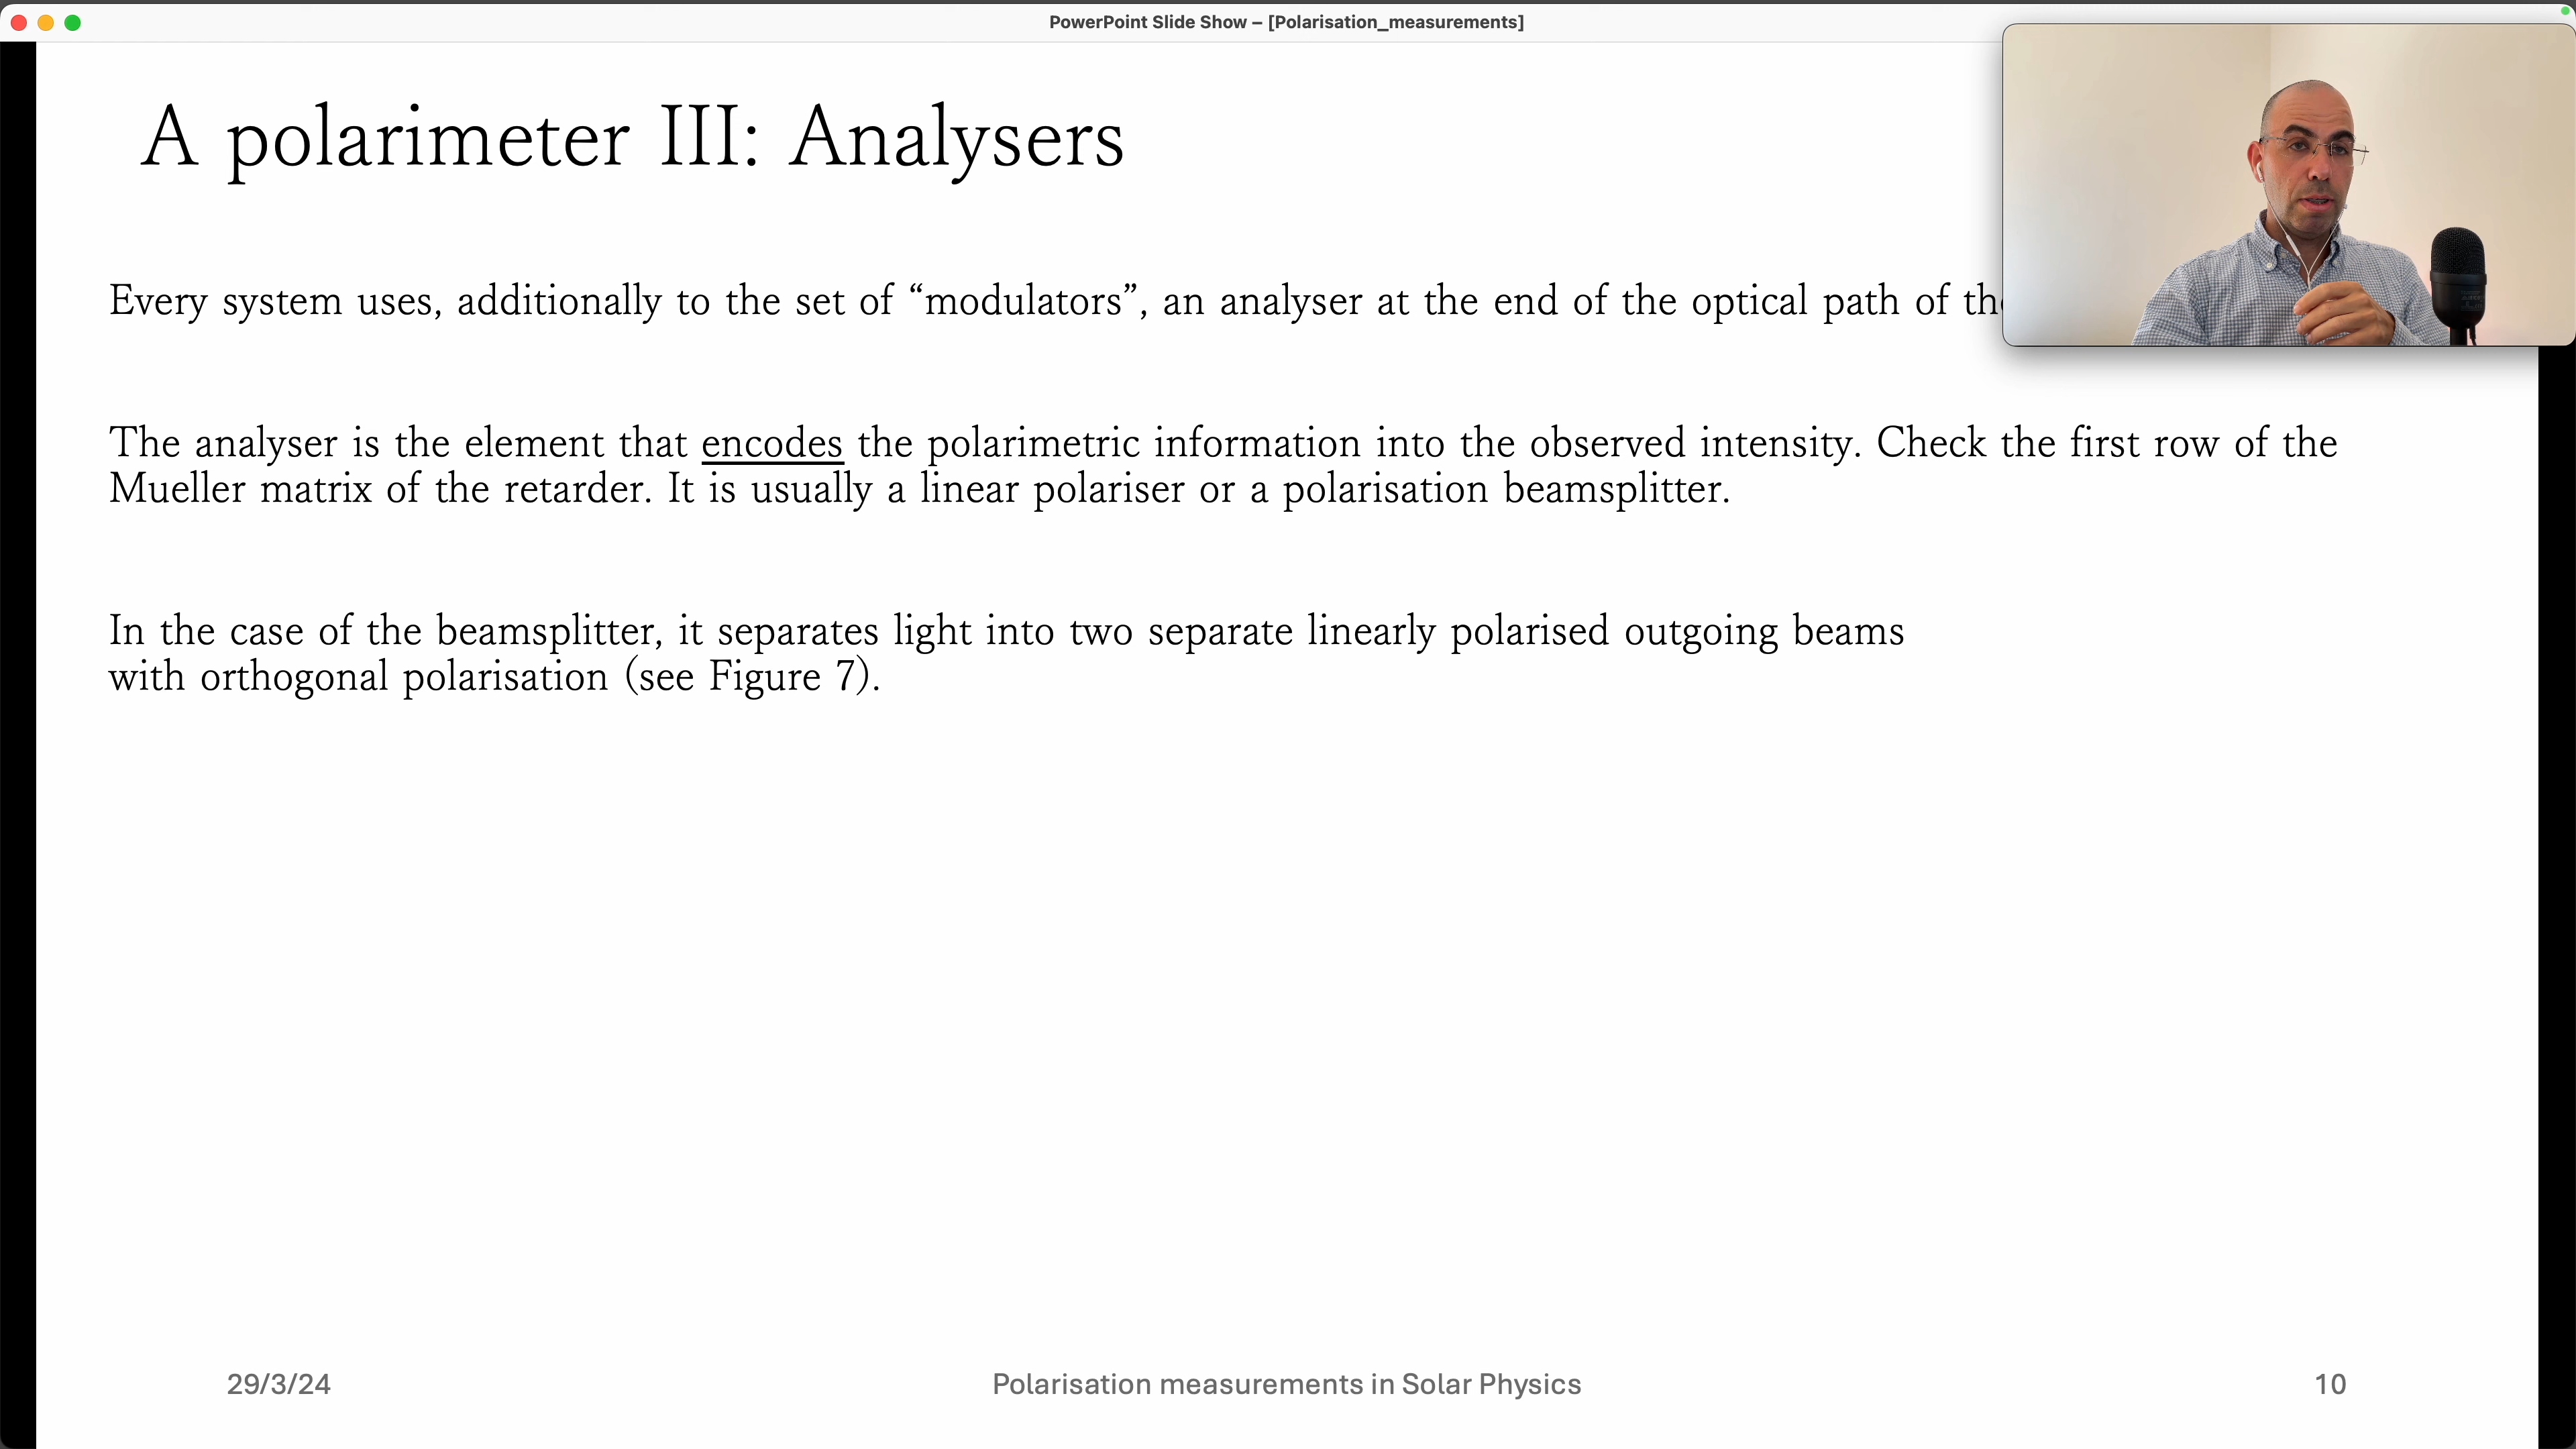 PowerPoint Slide Show – [Polarisation_measurements]
A polarimeter III: Analysers
Every system uses, additionally to the set of “modulators”, an analyser at the end of the optical path of
The analyser is the element that encodes the polarimetric information into the observed intensity. Check the first row of the
Mueller matrix of the retarder. It is usually a linear polariser or a polarisation beamsplitter.
In the case of the beamsplitter, it separates light into two separate linearly polarised outgoing beams
with orthogonal polarisation (see Figure 7).
29/3/24
Polarisation measurements in Solar Physics
10